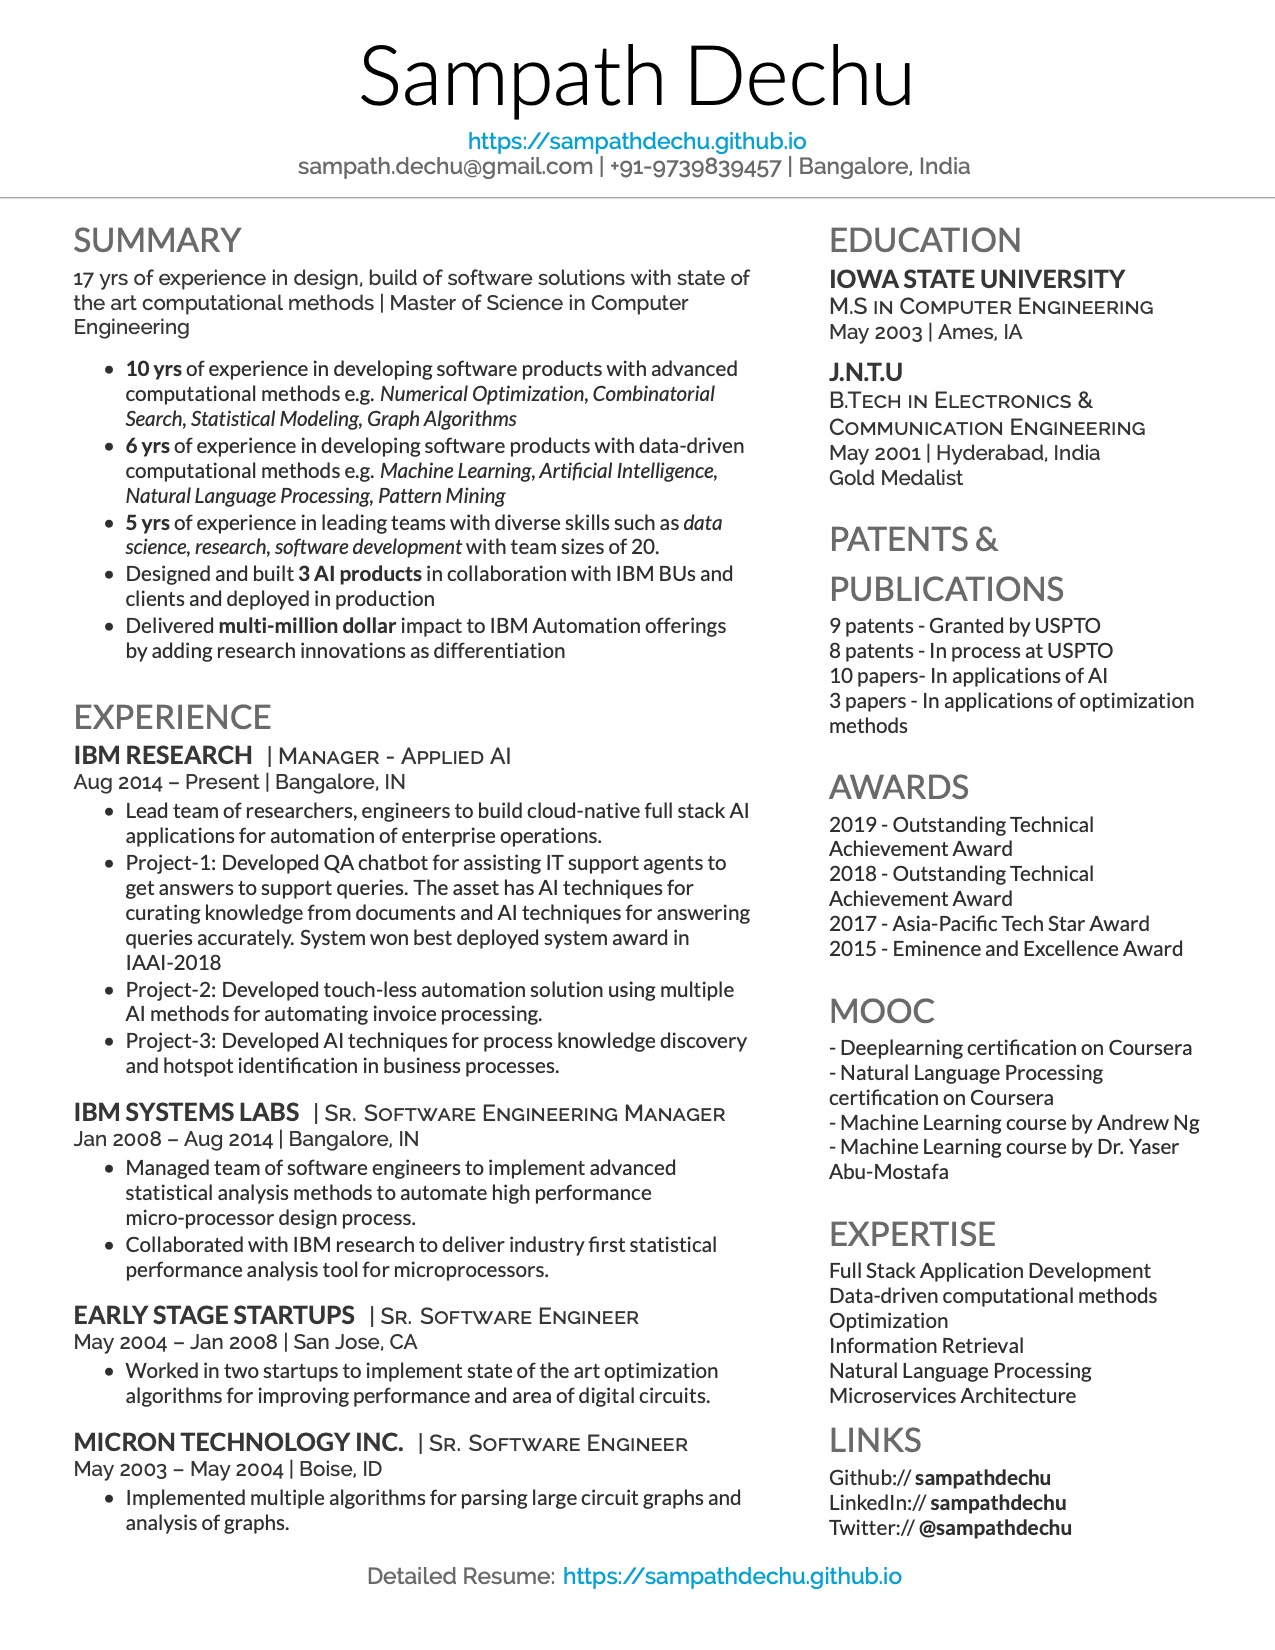 Sampath Dechu
https://sampathdechu.github.io
sampath.dechu@gmail.com | +91-9739839457 | Bangalore, India
SUMMARY
17 yrs of experience in design, build of software solutions with state of
the art computational methods | Master of Science in Computer
Engineering
• 10 yrs of experience in developing software products with advanced
computational methods e.g. Numerical Optimization, Combinatorial
Search, Statistical Modeling, Graph Algorithms
• 6 yrs of experience in developing software products with data-driven
computational methods e.g. Machine Learning, Artificial Intelligence,
Natural Language Processing, Pattern Mining
• 5 yrs of experience in leading teams with diverse skills such as data
science, research, software development with team sizes of 20.
• Designed and built 3 AI products in collaboration with IBM BUs and
clients and deployed in production
• Delivered multi-million dollar impact to IBM Automation offerings
by adding research innovations as differentiation
EXPERIENCE
IBM RESEARCH | Manager - Applied AI
Aug 2014 – Present | Bangalore, IN
• Lead team of researchers, engineers to build cloud-native full stack AI
applications for automation of enterprise operations.
• Project-1: Developed QA chatbot for assisting IT support agents to
get answers to support queries. The asset has AI techniques for
curating knowledge from documents and AI techniques for answering
queries accurately. System won best deployed system award in
IAAI-2018
• Project-2: Developed touch-less automation solution using multiple
AI methods for automating invoice processing.
• Project-3: Developed AI techniques for process knowledge discovery
and hotspot identification in business processes.
IBM SYSTEMS LABS | Sr. Software Engineering Manager
Jan 2008 – Aug 2014 | Bangalore, IN
• Managed team of software engineers to implement advanced
statistical analysis methods to automate high performance
micro-processor design process.
• Collaborated with IBM research to deliver industry first statistical
performance analysis tool for microprocessors.
EARLY STAGE STARTUPS | Sr. Software Engineer
May 2004 – Jan 2008 | San Jose, CA
• Worked in two startups to implement state of the art optimization
algorithms for improving performance and area of digital circuits.
MICRON TECHNOLOGY INC. | Sr. Software Engineer
May 2003 – May 2004 | Boise, ID
• Implemented multiple algorithms for parsing large circuit graphs and
analysis of graphs.
EDUCATION
IOWA STATE UNIVERSITY
M.S in Computer Engineering
May 2003 | Ames, IA
J.N.T.U
B.Tech in Electronics &
Communication Engineering
May 2001 | Hyderabad, India
Gold Medalist
PATENTS &
PUBLICATIONS
9 patents - Granted by USPTO
8 patents - In process at USPTO
10 papers- In applications of AI
3 papers - In applications of optimization
methods
AWARDS
2019 - Outstanding Technical
Achievement Award
2018 - Outstanding Technical
Achievement Award
2017 - Asia-Pacific Tech Star Award
2015 - Eminence and Excellence Award
MOOC
- Deeplearning certification on Coursera
- Natural Language Processing
certification on Coursera
- Machine Learning course by Andrew Ng
- Machine Learning course by Dr. Yaser
Abu-Mostafa
EXPERTISE
Full Stack Application Development
Data-driven computational methods
Optimization
Information Retrieval
Natural Language Processing
Microservices Architecture
LINKS
Github:// sampathdechu
LinkedIn:// sampathdechu
Twitter:// @sampathdechu
Detailed Resume: https://sampathdechu.github.io